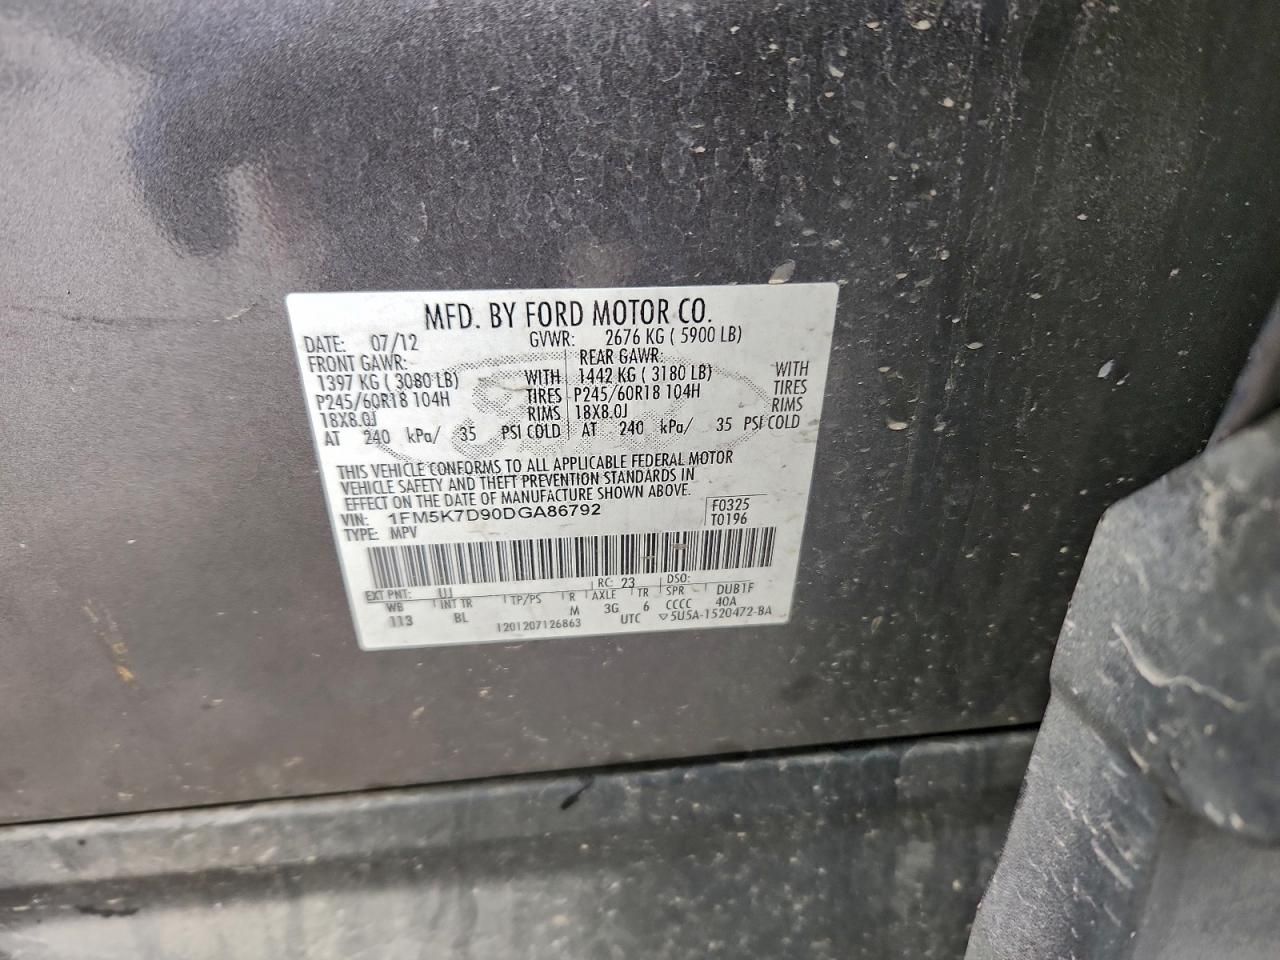 MFD. BY FORD MOTOR CO.
DATE: 07/12 GVWR: 2676 KG ( 5900 LB)
FRONT GAWR: REAR GAWR:
1397 KG ( 3080 LB) WITH 1442 KG ( 3180 LB) WITH
P245/60R18 104H TIRES P245/60R18 104H TIRES
18X8.0J RIMS 18X8.0J RIMS
AT 240 kPa/ 35 PSI COLD AT 240 kPa/ 35 PSI COLD
THIS VEHICLE CONFORMS TO ALL APPLICABLE FEDERAL MOTOR
VEHICLE SAFETY AND THEFT PREVENTION STANDARDS IN
EFFECT ON THE DATE OF MANUFACTURE SHOWN ABOVE.
VIN: 1FM5K7D90DGA86792 F0325
TYPE: MPV T0196
EXT PNT: UJ RC: 23 DSO:
WB INT TR TP/PS R AXLE TR SPR DUB1F
113 BL M 3G 6 CCCC 40A
1201207126863 UTC ▽5U5A-1520472-BA